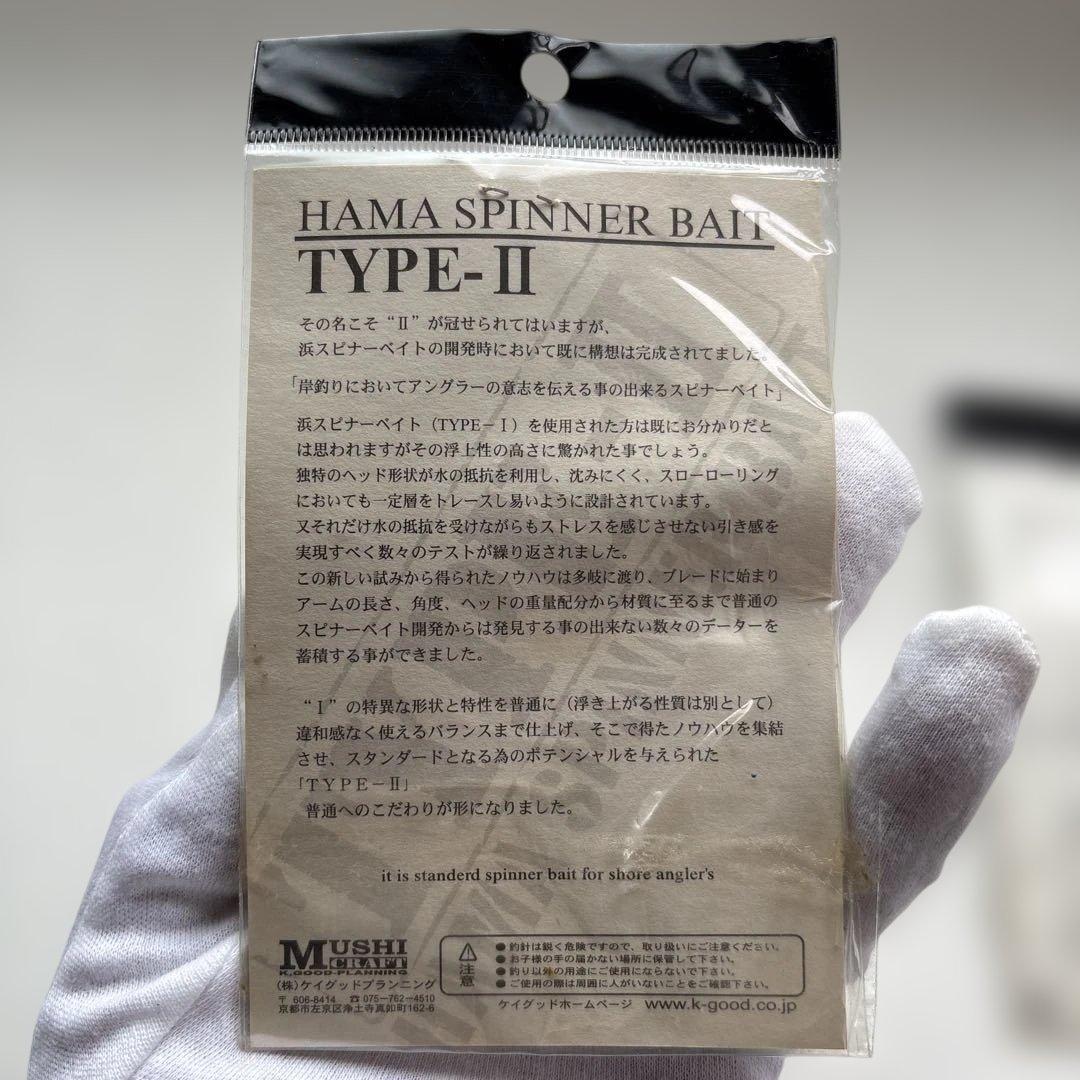 HAMA SPINNER BAIT
TYPE-Ⅱ
その名こそ“Ⅱ”が冠せられてはいますが、
浜スピナーベイトの開発時において既に構想は完成されてました。
「岸釣りにおいてアングラーの意志を伝える事の出来るスピナーベイト」
浜スピナーベイト（TYPE－Ⅰ）を使用された方は既にお分かりだと
は思われますがその浮上性の高さに驚かれた事でしょう。
独特のヘッド形状が水の抵抗を利用し、沈みにくく、スローローリング
においても一定層をトレースし易いように設計されています。
又それだけ水の抵抗を受けながらもストレスを感じさせない引き感を
実現すべく数々のテストが繰り返されました。
この新しい試みから得られたノウハウは多岐に渡り、ブレードに始まり
アームの長さ、角度、ヘッドの重量配分から材質に至るまで普通の
スピナーベイト開発からは発見する事の出来ない数々のデーターを
蓄積する事ができました。
“Ⅰ”の特異な形状と特性を普通に（浮き上がる性質は別として）
違和感なく使えるバランスまで仕上げ、そこで得たノウハウを集結
させ、スタンダードとなる為のポテンシャルを与えられた
「TYPE－Ⅱ」
普通へのこだわりが形になりました。
it is standerd spinner bait for shore angler's
MUSHI
CRAFT
K.GOOD-PLANNING
(株)ケイグッドプランニング
〒 606-8414 ☎075-762-4510
京都市左京区浄土寺真如町162-6
注意
●釣針は鋭く危険ですので、取り扱いにご注意ください。
●お子様の手の届かない場所に保管して下さい。
●釣り以外の用途にご使用にならないで下さい。
●ご使用の際は周囲に人がいないことをご確認下さい。
ケイグッドホームページ www.k-good.co.jp